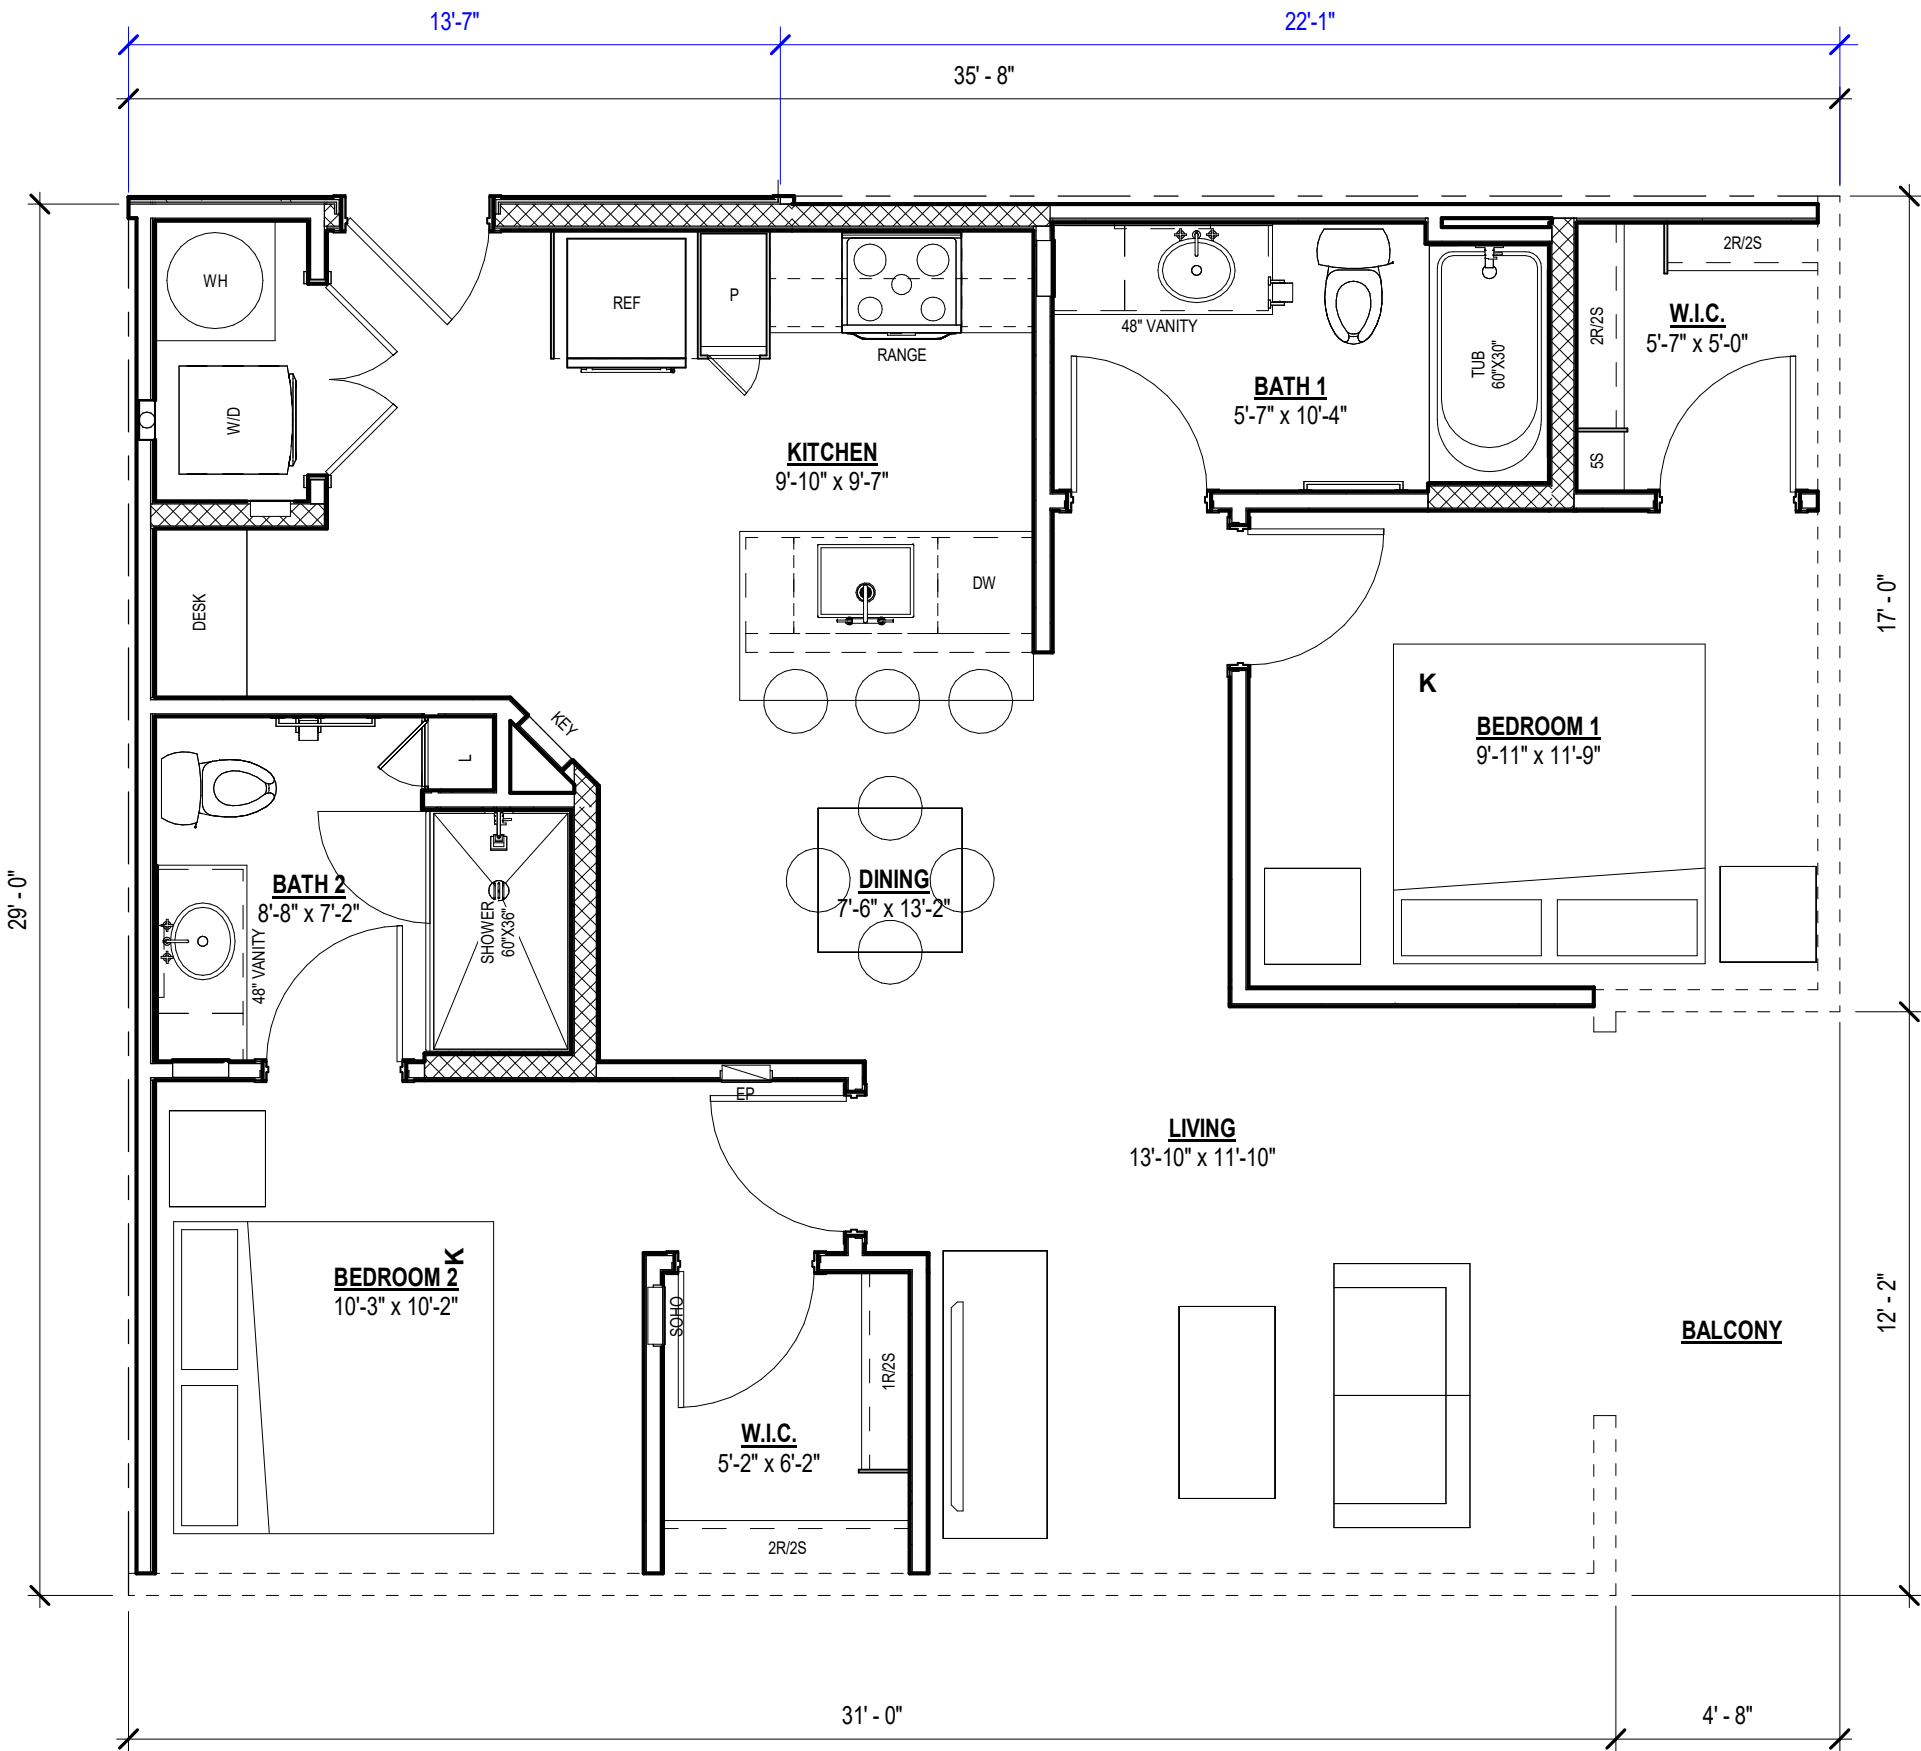 13'-7"
22'-1"
35' - 8"
WH
REF
P
RANGE
48" VANITY
2R/2S
W.I.C.
5'-7" x 5'-0"
2R/2S
TUB
60"X30"
BATH 1
5'-7" x 10'-4"
W/D
KITCHEN
9'-10" x 9'-7"
5S
DESK
DW
17' - 0"
K
BEDROOM 1
9'-11" x 11'-9"
KEY
L
29' - 0"
BATH 2
8'-8" x 7'-2"
48" VANITY
SHOWER
60"X36"
DINING
7'-6" x 13'-2"
EP
LIVING
13'-10" x 11'-10"
K
BEDROOM 2
10'-3" x 10'-2"
SOHO
1R/2S
12' - 2"
BALCONY
W.I.C.
5'-2" x 6'-2"
2R/2S
31' - 0"
4' - 8"